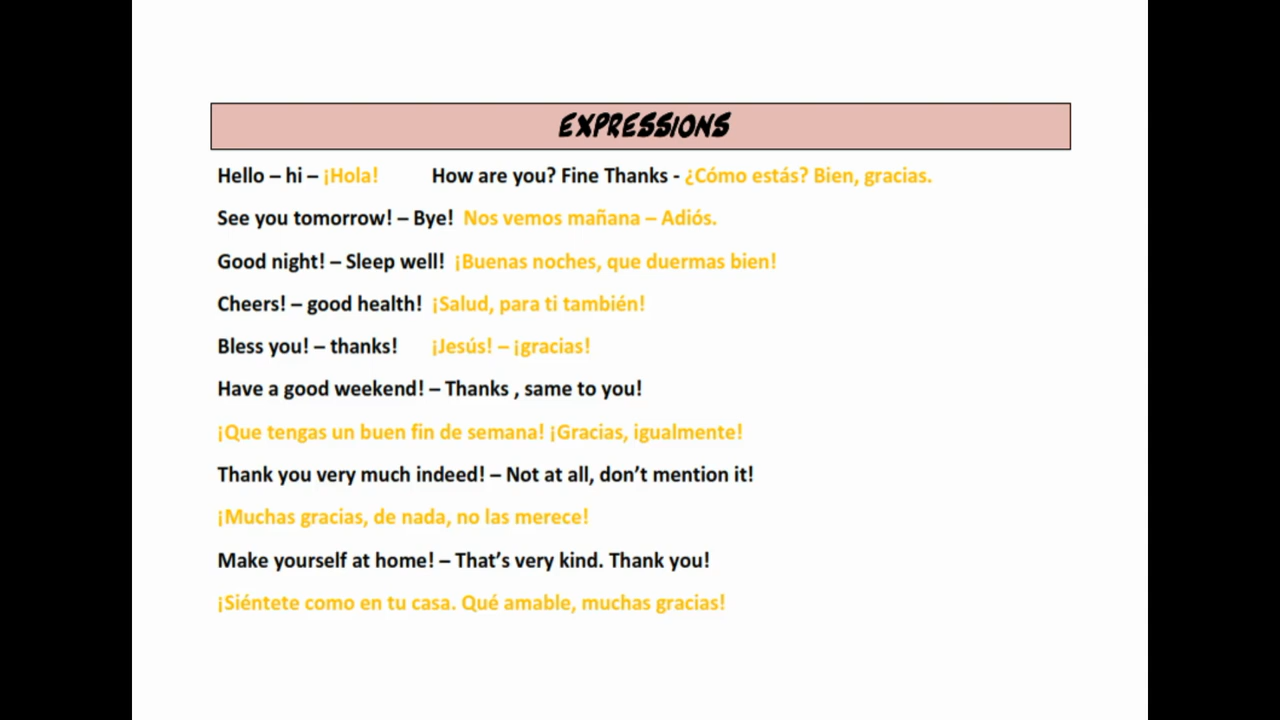 EXPRESSIONS
Hello – hi – ¡Hola! How are you? Fine Thanks - ¿Cómo estás? Bien, gracias.
See you tomorrow! – Bye! Nos vemos mañana – Adiós.
Good night! – Sleep well! ¡Buenas noches, que duermas bien!
Cheers! – good health! ¡Salud, para ti también!
Bless you! – thanks! ¡Jesús! – ¡gracias!
Have a good weekend! – Thanks , same to you!
¡Que tengas un buen fin de semana! ¡Gracias, igualmente!
Thank you very much indeed! – Not at all, don’t mention it!
¡Muchas gracias, de nada, no las merece!
Make yourself at home! – That’s very kind. Thank you!
¡Siéntete como en tu casa. Qué amable, muchas gracias!